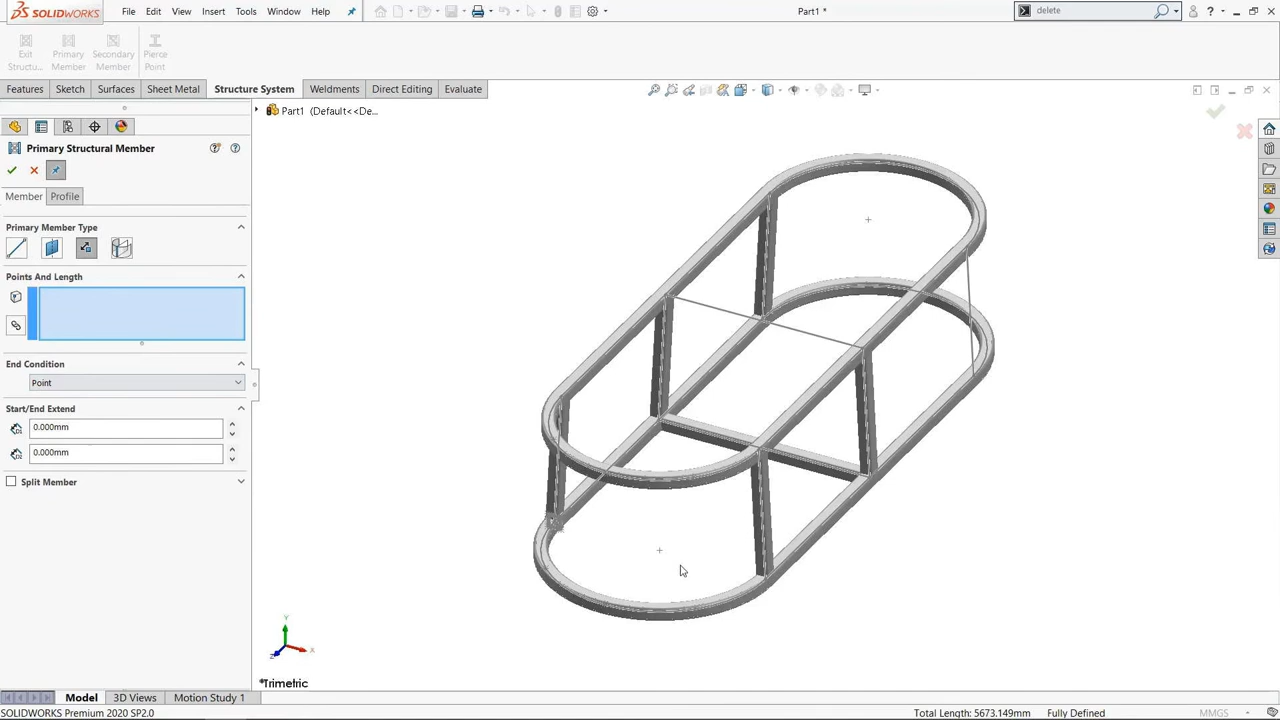 SOLIDWORKS File Edit View Insert Tools Window Help Part1 * delete
Exit Primary Secondary Pierce
Structu... Member Member Point
Features Sketch Surfaces Sheet Metal Structure System Weldments Direct Editing Evaluate
Part1 (Default<<De...
Primary Structural Member
Member Profile
Primary Member Type
Points And Length
End Condition
Point
Start/End Extend
0.000mm
0.000mm
Split Member
Y
X
Z
*Trimetric
Model 3D Views Motion Study 1
SOLIDWORKS Premium 2020 SP2.0 Total Length: 5673.149mm Fully Defined MMGS